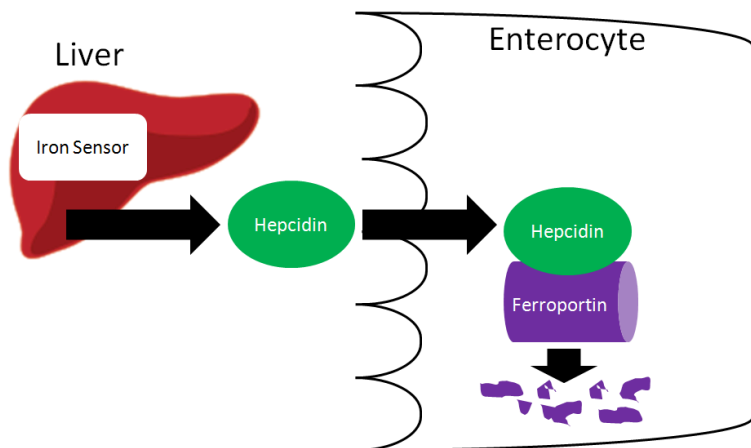 Liver
Enterocyte
Iron Sensor
Hepcidin
Hepcidin
Ferroportin